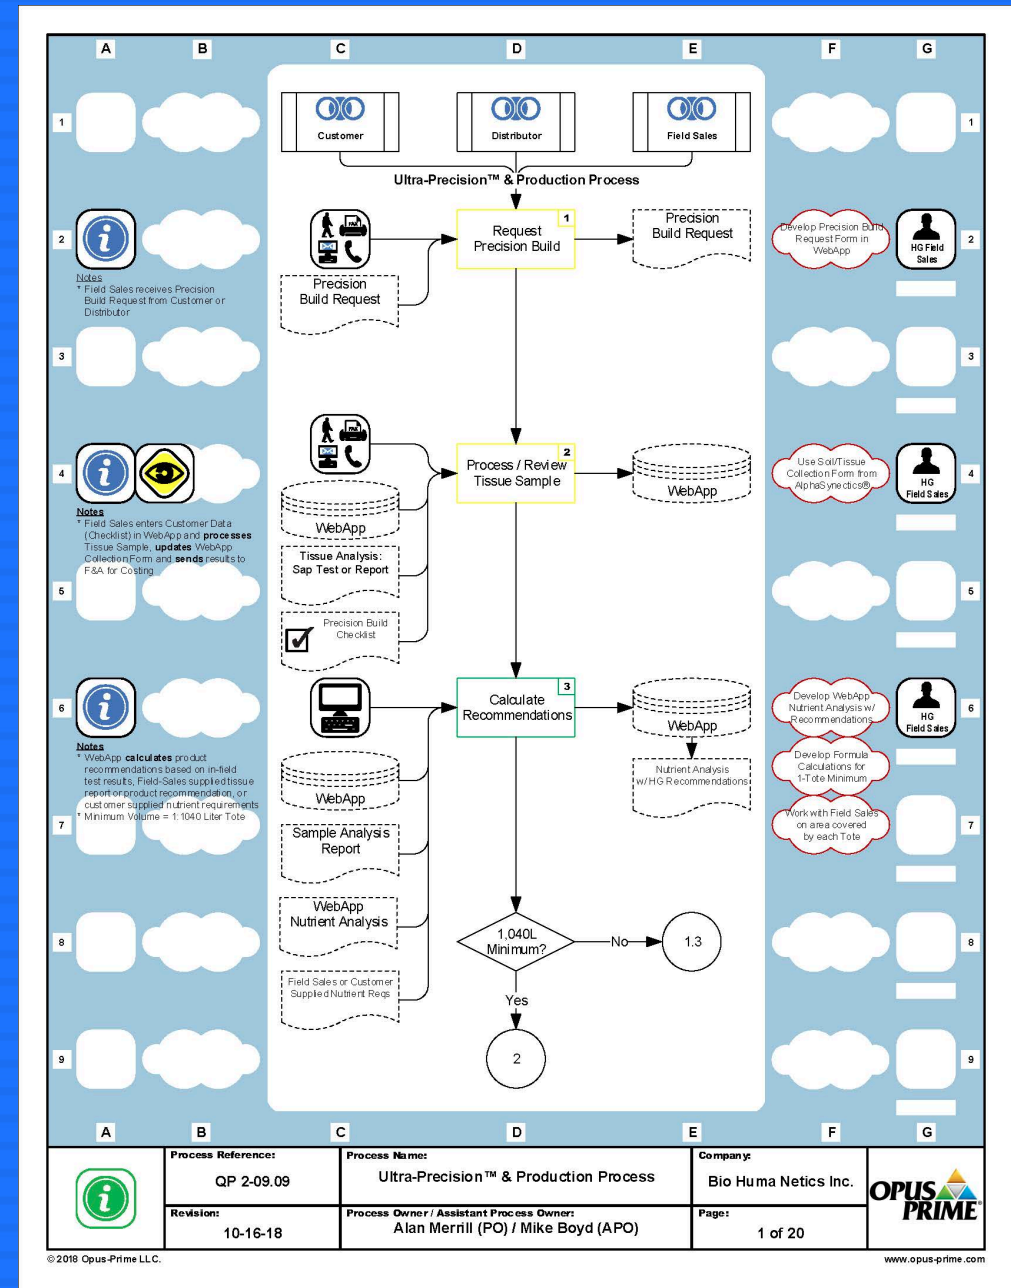 A B C D E F G
1 1
Customer Distributor Field Sales
Ultra-Precision™ & Production Process
2 2
FAX
1
Request
Precision Build
Precision
Build Request
Develop Precision Build
Request Form in
WebApp
HG Field
Sales
Notes
* Field Sales receives Precision
Build Request from Customer or
Distributor
Precision
Build Request
3 3
4 4
FAX
2
Process / Review
Tissue Sample
WebApp
Use Soil/Tissue
Collection Form from
AlphaSynectics®
HG
Field Sales
Notes
* Field Sales enters Customer Data
(Checklist) in WebApp and processes
Tissue Sample, updates WebApp
Collection Form and sends results to
F&A for Costing
WebApp
Tissue Analysis:
Sap Test or Report
5 5
Precision Build
Checklist
6 6
3
Calculate
Recommendations
WebApp
Develop WebApp
Nutrient Analysis w/
Recommendations
HG
Field Sales
Notes
* WebApp calculates product
recommendations based on in-field
test results, Field-Sales supplied tissue
report or product recommendation, or
customer supplied nutrient requirements
* Minimum Volume = 1:1040 Liter Tote
WebApp
Nutrient Analysis
w/HG Recommendations
Develop Formula
Calculations for
1-Tote Minimum
7 7
Sample Analysis
Report
Work with Field Sales
on area covered
by each Tote
WebApp
Nutrient Analysis
8 8
1,040L
Minimum?
No
1.3
Field Sales or Customer
Supplied Nutrient Reqs
Yes
9 9
2
A B C D E F G
Process Reference:
QP 2-09.09
Process Name:
Ultra-Precision™ & Production Process
Company:
Bio Huma Netics Inc.
OPUS
PRIME®
Revision:
10-16-18
Process Owner / Assistant Process Owner:
Alan Merrill (PO) / Mike Boyd (APO)
Page:
1 of 20
© 2018 Opus-Prime LLC.
www.opus-prime.com